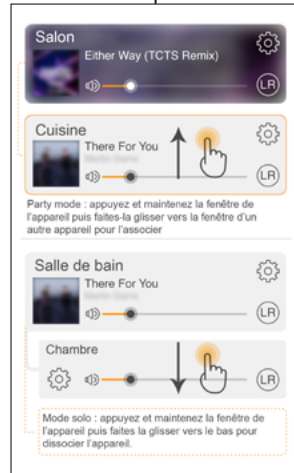 Salon
Either Way (TCTS Remix)
LR
Cuisine
There For You
LR
Party mode : appuyez et maintenez la fenêtre de
l'appareil puis faites-la glisser vers la fenêtre d'un
autre appareil pour l'associer
Salle de bain
There For You
LR
Chambre
LR
Mode solo : appuyez et maintenez la fenêtre de
l'appareil puis faites la glisser vers le bas pour
dissocier l'appareil.